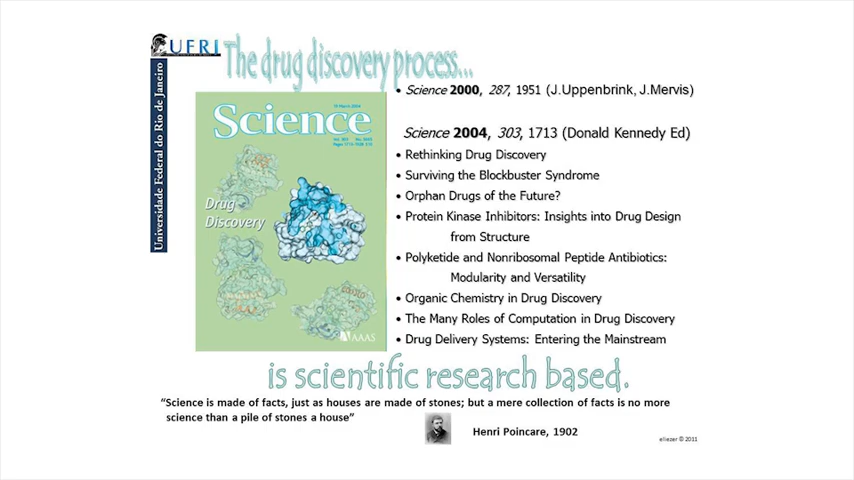 UFRJ
The drug discovery process...
Universidade Federal do Rio de Janeiro
• Science 2000, 287, 1951 (J.Uppenbrink, J.Mervis)
Science
Drug
Discovery
AAAS
Science 2004, 303, 1713 (Donald Kennedy Ed)
• Rethinking Drug Discovery
• Surviving the Blockbuster Syndrome
• Orphan Drugs of the Future?
• Protein Kinase Inhibitors: Insights into Drug Design
from Structure
• Polyketide and Nonribosomal Peptide Antibiotics:
Modularity and Versatility
• Organic Chemistry in Drug Discovery
• The Many Roles of Computation in Drug Discovery
• Drug Delivery Systems: Entering the Mainstream
is scientific research based.
“Science is made of facts, just as houses are made of stones; but a mere collection of facts is no more
science than a pile of stones a house”
Henri Poincare, 1902
eliezer © 2011